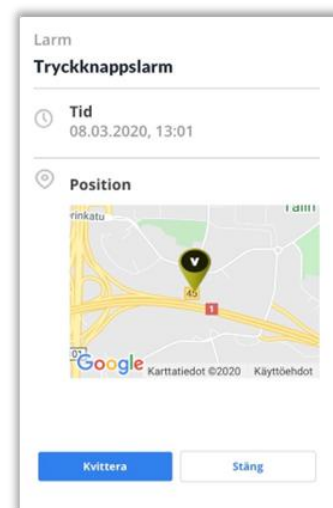 Larm
Tryckknappslarm
Tid
08.03.2020, 13:01
Position
rinkatu
V
45
1
Google
Karttatiedot ©2020 Käyttöehdot
Kvittera
Stäng